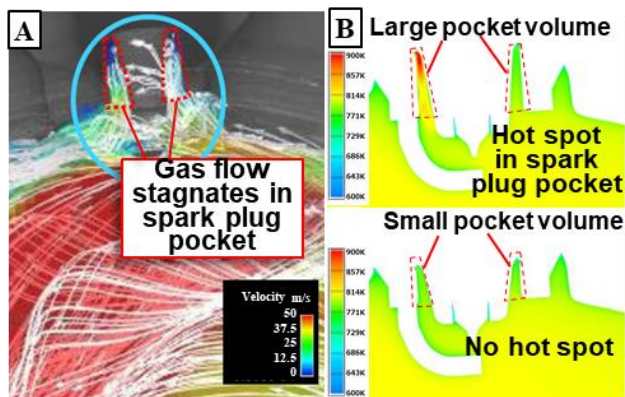 A
Gas flow
stagnates in
spark plug
pocket
Velocity m/s
50
37.5
25
12.5
0
B
Large pocket volume
900K
857K
814K
771K
729K
686K
643K
600K
Hot spot
in spark
plug pocket
Small pocket volume
900K
857K
814K
771K
729K
686K
643K
600K
No hot spot